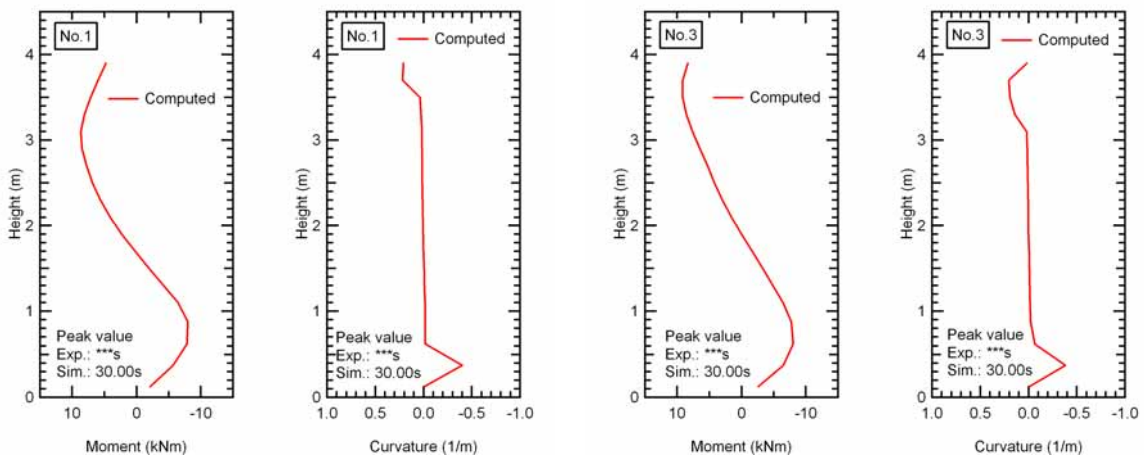 No.1
Computed
4
3
2
1
0
Height (m)
Peak value
Exp.: ***s
Sim.: 30.00s
10 0 -10
Moment (kNm)
No.1
Computed
4
3
2
1
0
Height (m)
Peak value
Exp.: ***s
Sim.: 30.00s
1.0 0.5 0.0 -0.5 -1.0
Curvature (1/m)
No.3
Computed
4
3
2
1
0
Height (m)
Peak value
Exp.: ***s
Sim.: 30.00s
10 0 -10
Moment (kNm)
No.3
Computed
4
3
2
1
0
Height (m)
Peak value
Exp.: ***s
Sim.: 30.00s
1.0 0.5 0.0 -0.5 -1.0
Curvature (1/m)